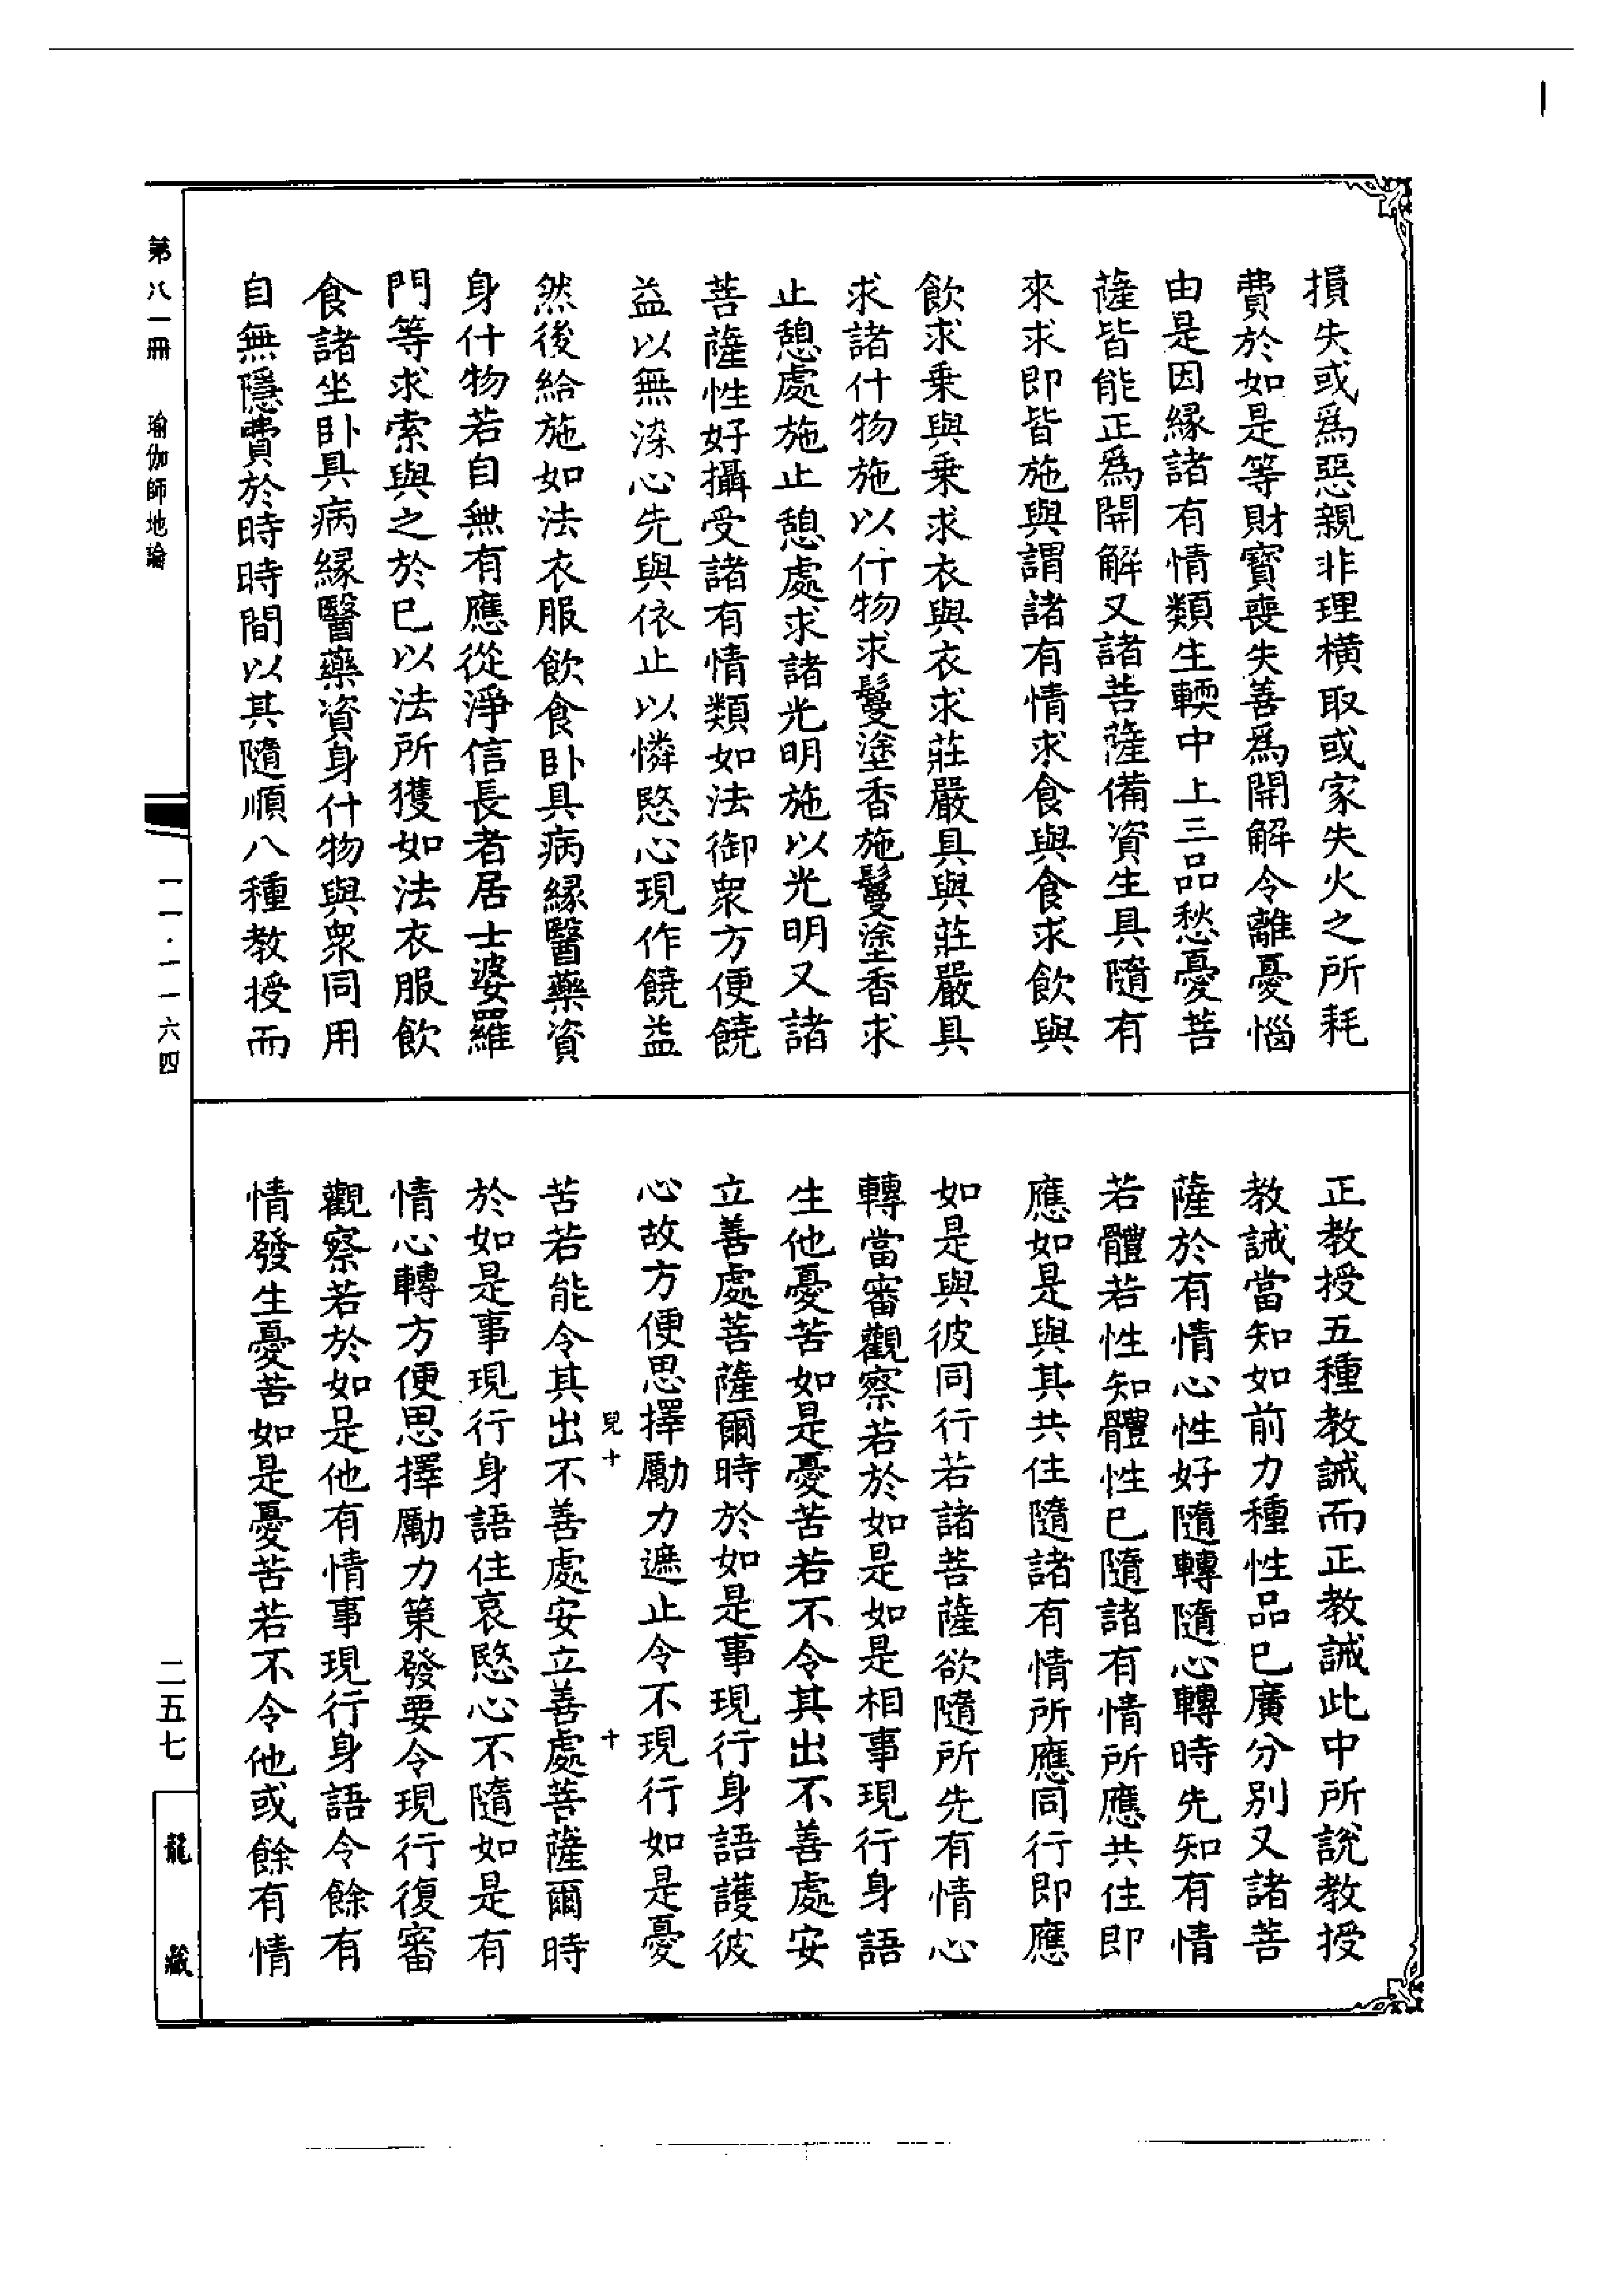 損失或爲惡親非理橫取或家失火之所耗
費於如是等財寶喪失善爲開解令離憂惱
由是因緣諸有情類生輭中上三品愁憂菩
薩皆能正爲開解又諸菩薩備資生具隨有
來求即皆施與謂諸有情求食與食求飲與
飲求乘與乘求衣與衣求莊嚴具與莊嚴具
求諸什物施以什物求鬘塗香施鬘塗香求
止憩處施止憩處求諸光明施以光明又諸
菩薩性好攝受諸有情類如法御衆方便饒
益以無染心先與依止以憐愍心現作饒益
然後給施如法衣服飲食卧具病緣醫藥資
身什物若自無有應從淨信長者居士婆羅
門等求索與之於已以法所獲如法衣服飲
食諸坐卧具病緣醫藥資身什物與衆同用
自無隱費於時時間以其隨順八種教授而
正教授五種教誡而正教誡此中所說教授
教誡當知如前力種性品已廣分別又諸菩
薩於有情心性好隨轉隨心轉時先知有情
若體若性知體性已隨諸有情所應共住即
應如是與其共住隨諸有情所應同行即應
如是與彼同行若諸菩薩欲隨所先有情心
轉當審觀察若於如是如是相事現行身語
生他憂苦如是憂苦若不令其出不善處安
立善處菩薩爾時於如是事現行身語護彼
心故方便思擇勵力遮止令不現行如是憂
皃十 十
苦若能令其出不善處安立善處菩薩爾時
於如是事現行身語住哀愍心不隨如是有
情心轉方便思擇勵力策發要令現行復審
觀察若於如是他有情事現行身語令餘有
情發生憂苦如是憂苦若不令他或餘有情
第八一冊 瑜伽師地論
一一·一一六四
二五七
龍藏